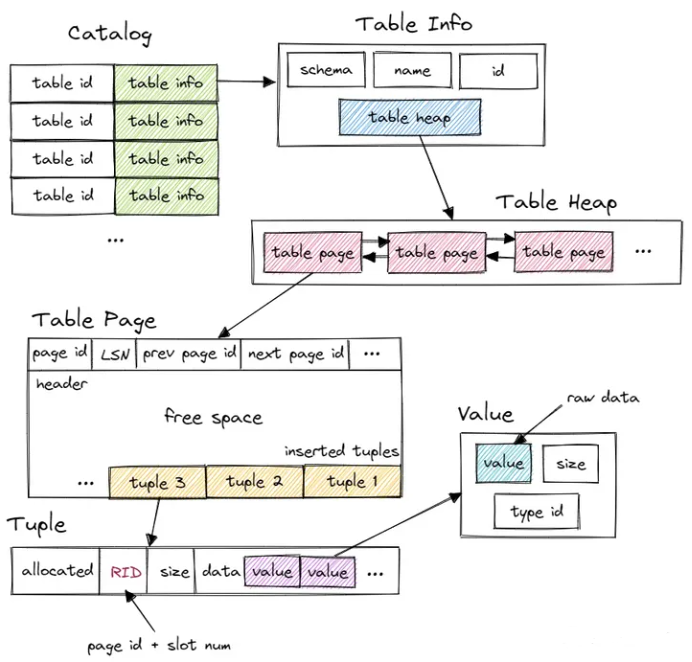 Catalog
Table Info
table id table info
table id table info
table id table info
table id table info
...
schema name id
table heap
Table Heap
table page table page table page ...
Table Page
page id LSN prev page id next page id ...
header
free space
inserted tuples
... tuple 3 tuple 2 tuple 1
Value
raw data
value size
type id
Tuple
allocated RID size data value value ...
page id + slot num